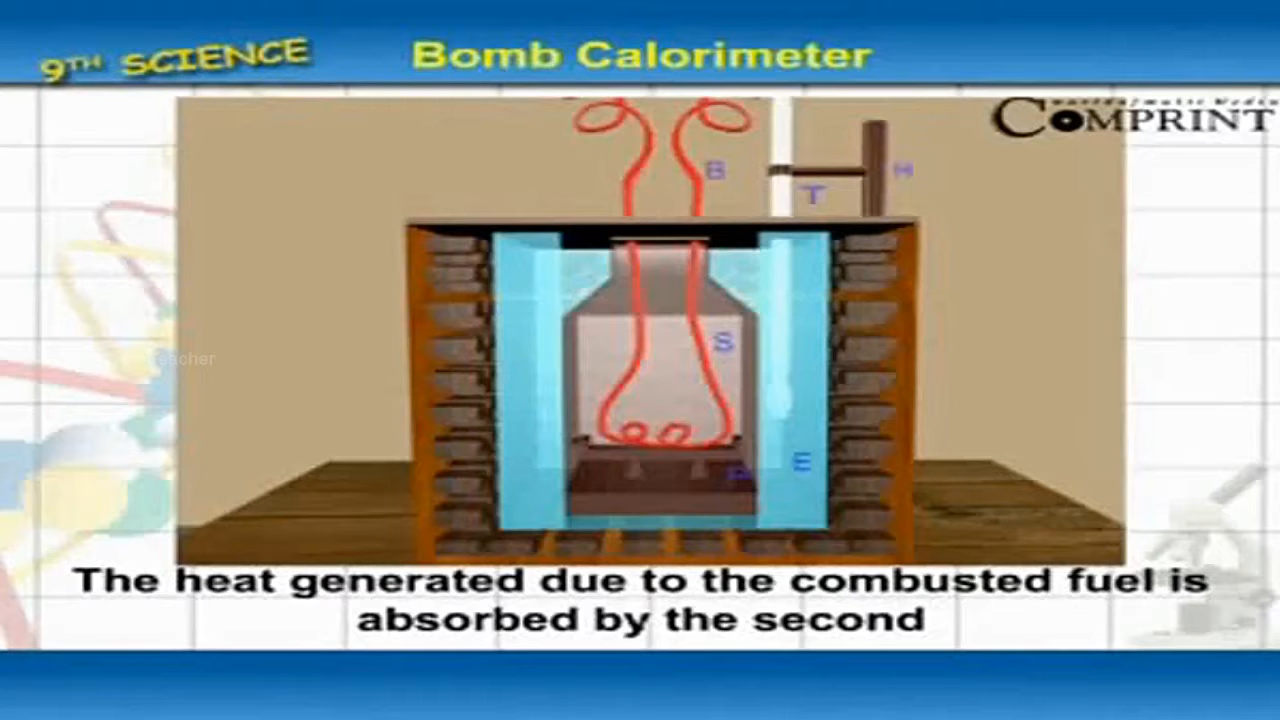 9TH SCIENCE
Bomb Calorimeter
COMPRINT
B
H
T
S
E
The heat generated due to the combusted fuel is
absorbed by the second